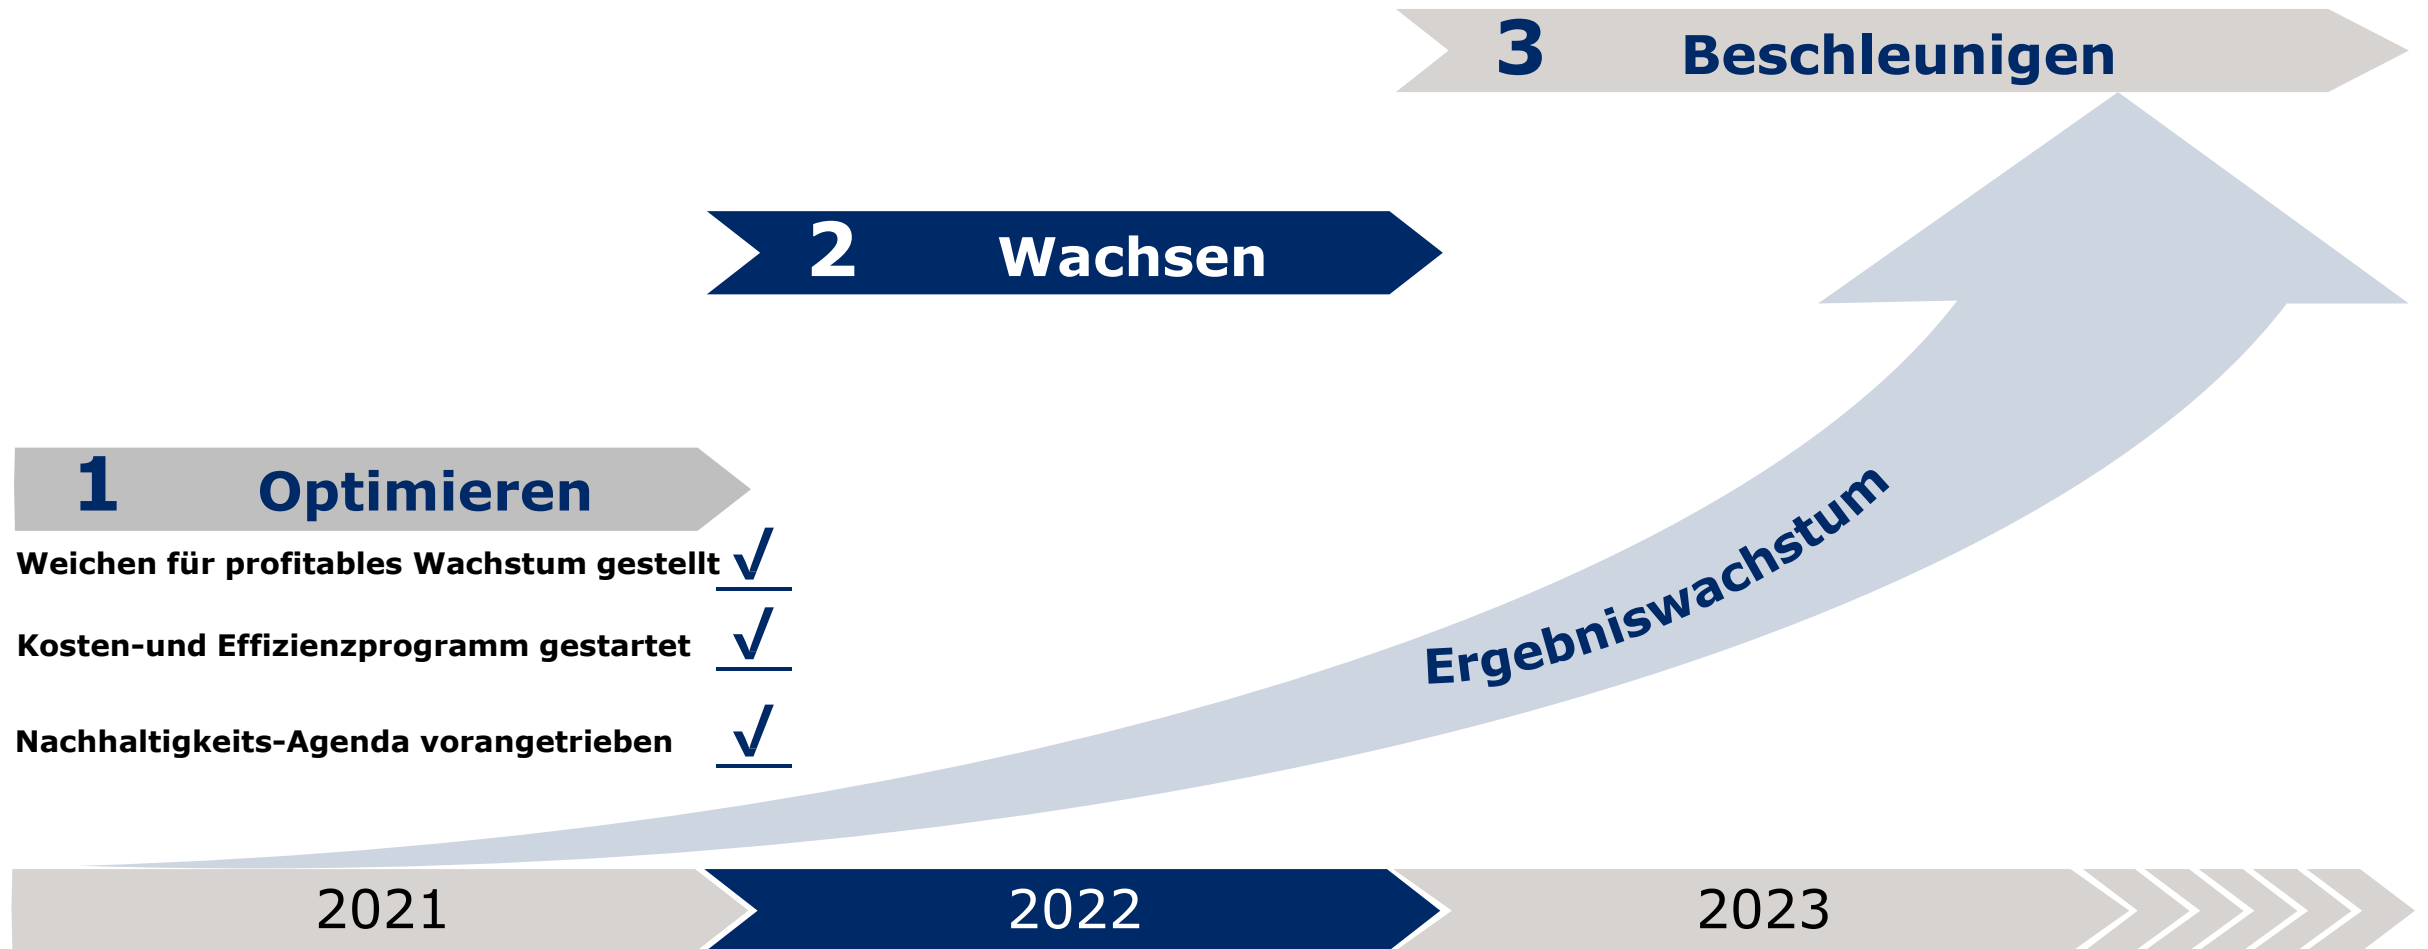 3 Beschleunigen
2 Wachsen
1 Optimieren
Weichen für profitables Wachstum gestellt √
Kosten-und Effizienzprogramm gestartet √
Nachhaltigkeits-Agenda vorangetrieben √
Ergebniswachstum
2021 2022 2023